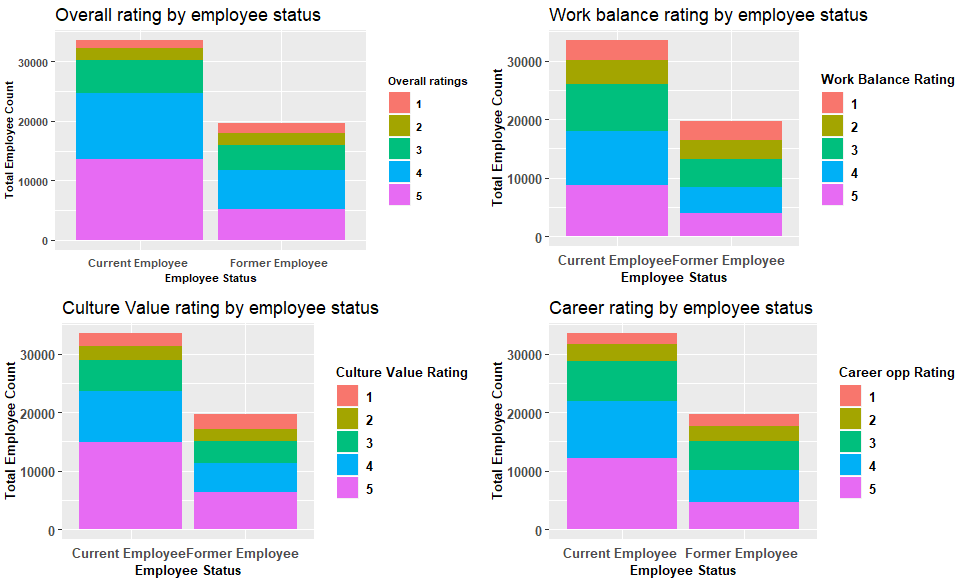 Overall rating by employee status
Total Employee Count
30000
20000
10000
0
Current Employee Former Employee
Employee Status
Overall ratings
1
2
3
4
5
Work balance rating by employee status
Total Employee Count
30000
20000
10000
0
Current Employee Former Employee
Employee Status
Work Balance Rating
1
2
3
4
5
Culture Value rating by employee status
Total Employee Count
30000
20000
10000
0
Current Employee Former Employee
Employee Status
Culture Value Rating
1
2
3
4
5
Career rating by employee status
Total Employee Count
30000
20000
10000
0
Current Employee Former Employee
Employee Status
Career opp Rating
1
2
3
4
5